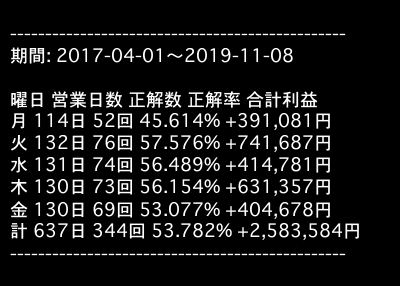 ------------------------------------------------
期間: 2017-04-01～2019-11-08
曜日 営業日数 正解数 正解率 合計利益
月 114日 52回 45.614% +391,081円
火 132日 76回 57.576% +741,687円
水 131日 74回 56.489% +414,781円
木 130日 73回 56.154% +631,357円
金 130日 69回 53.077% +404,678円
計 637日 344回 53.782% +2,583,584円
------------------------------------------------